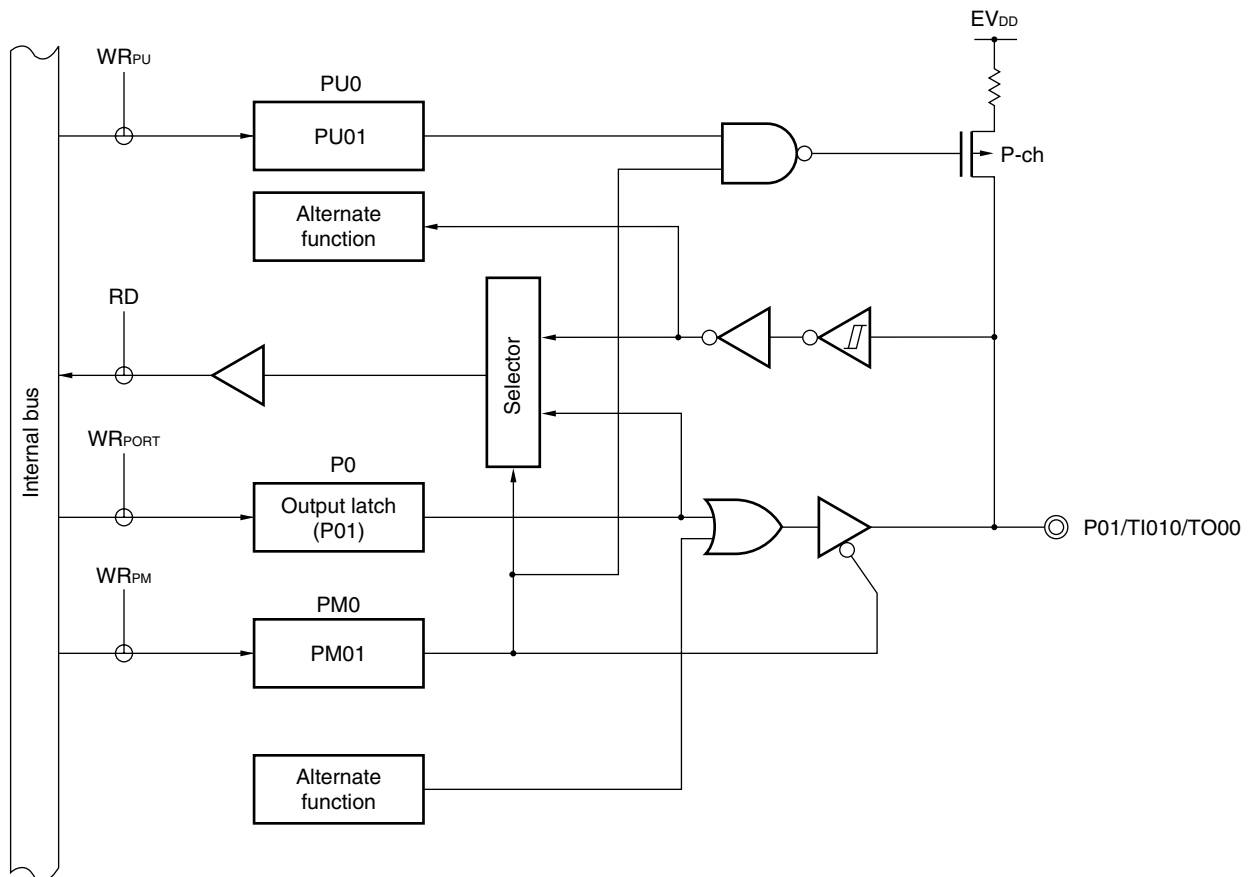 EVDD
WRPU
PU0
PU01
P-ch
Alternate
function
RD
Selector
Internal bus
WRPORT
P0
Output latch
(P01)
P01/TI010/TO00
WRPM
PM0
PM01
Alternate
function